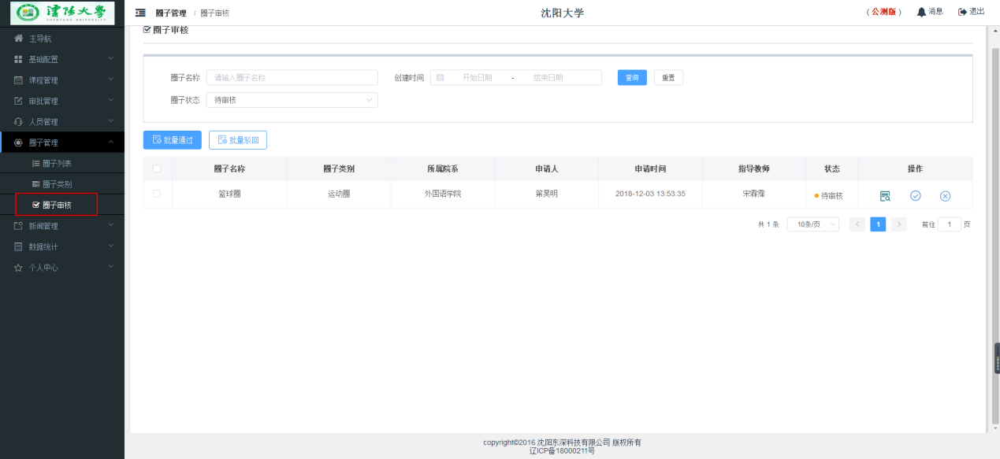 瀋陽大學
SHENYANG UNIVERSITY
圈子管理 / 圈子审核
沈阳大学
（公测版） 消息 退出
主导航
基础配置
课程管理
审批管理
人员管理
圈子管理
圈子列表
圈子类别
圈子审核
新闻管理
数据统计
个人中心
圈子审核
圈子名称 请输入圈子名称 创建时间 开始日期 - 结束日期 查询 重置
圈子状态 待审核
批量通过 批量驳回
圈子名称 圈子类别 所属院系 申请人 申请时间 指导教师 状态 操作
篮球圈 运动圈 外国语学院 第昊明 2018-12-03 13:53:35 宋霖霈 待审核
共 1 条 10条/页 1 前往 1 页
copyright©2016 沈阳东深科技有限公司 版权所有
辽ICP备18000211号